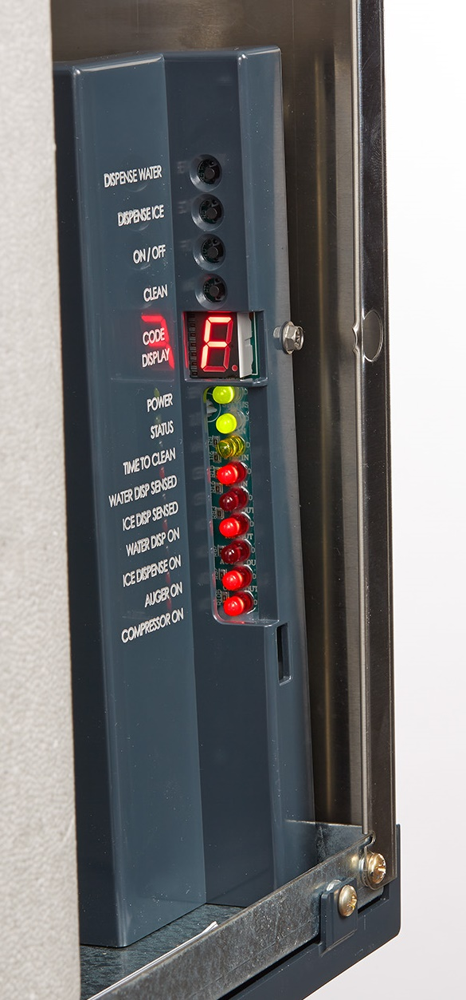 DISPENSE WATER
DISPENSE ICE
ON / OFF
CLEAN
CODE
DISPLAY
F
POWER
STATUS
TIME TO CLEAN
WATER DISP SENSED
ICE DISP SENSED
WATER DISP ON
ICE DISPENSE ON
AUGER ON
COMPRESSOR ON